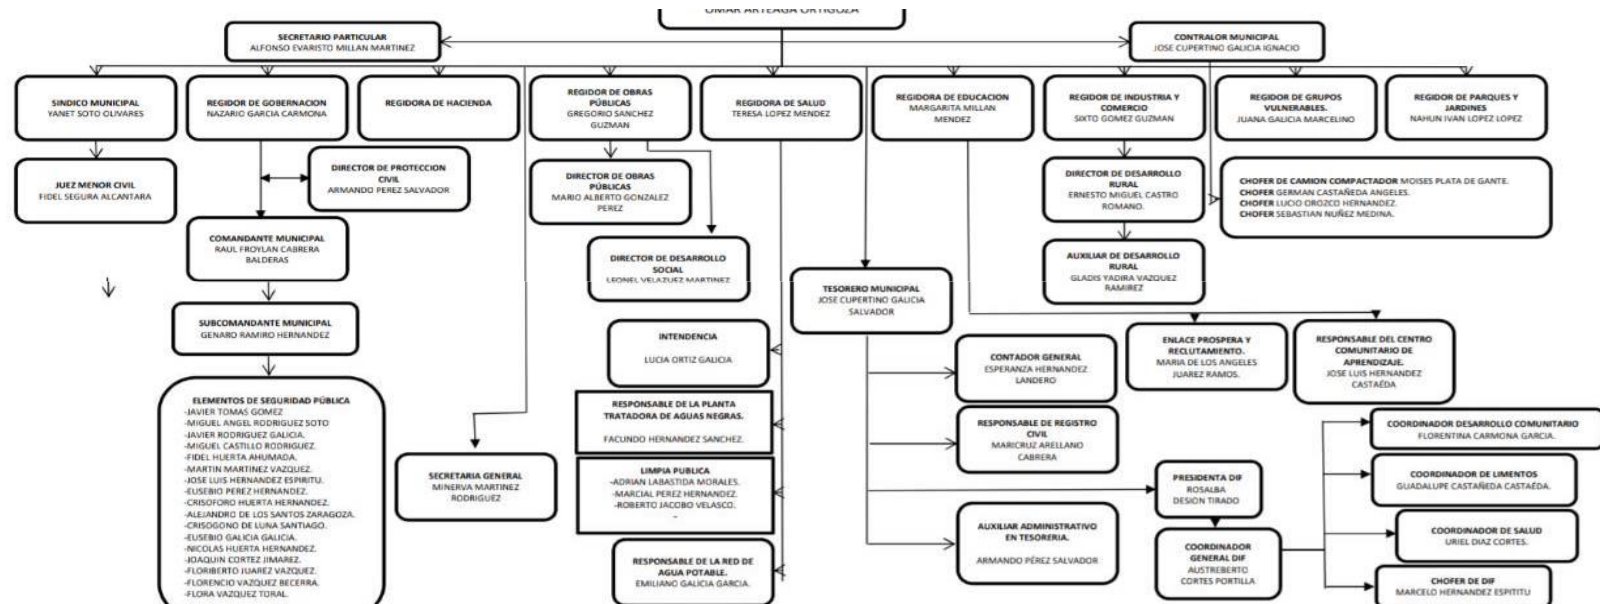 OMAR ARTEAGA ORTIGOZA
SECRETARIO PARTICULAR
ALFONSO EVARISTO MILLAN MARTINEZ
CONTRALOR MUNICIPAL
JOSE CUPERTINO GALICIA IGNACIO
SINDICO MUNICIPAL
YANET SOTO OLIVARES
REGIDOR DE GOBERNACION
NAZARIO GARCIA CARMONA
REGIDORA DE HACIENDA
REGIDOR DE OBRAS
PÚBLICAS
GREGORIO SANCHEZ
GUZMAN
REGIDORA DE SALUD
TERESA LOPEZ MENDEZ
REGIDORA DE EDUCACION
MARGARITA MILLAN
MENDEZ
REGIDOR DE INDUSTRIA Y
COMERCIO
SIXTO GOMEZ GUZMAN
REGIDOR DE GRUPOS
VULNERABLES.
JUANA GALICIA MARCELINO
REGIDOR DE PARQUES Y
JARDINES
NAHUN IVAN LOPEZ LOPEZ
JUEZ MENOR CIVIL
FIDEL SEGURA ALCANTARA
DIRECTOR DE PROTECCION
CIVIL
ARMANDO PEREZ SALVADOR
DIRECTOR DE OBRAS
PÚBLICAS
MARIO ALBERTO GONZALEZ
PEREZ
DIRECTOR DE DESARROLLO
RURAL
ERNESTO MIGUEL CASTRO
ROMANO.
CHOFER DE CAMION COMPACTADOR MOISES PLATA DE GANTE.
CHOFER GERMAN CASTAÑEDA ANGELES.
CHOFER LUCIO OROZCO HERNANDEZ.
CHOFER SEBASTIAN NUÑEZ MEDINA.
COMANDANTE MUNICIPAL
RAUL FROYLAN CABRERA
BALDERAS
DIRECTOR DE DESARROLLO
SOCIAL
LEONEL VELAZUEZ MARTINEZ
AUXILIAR DE DESARROLLO
RURAL
GLADIS YADIRA VAZQUEZ
RAMIREZ
TESORERO MUNICIPAL
JOSE CUPERTINO GALICIA
SALVADOR
SUBCOMANDANTE MUNICIPAL
GENARO RAMIRO HERNANDEZ
INTENDENCIA
LUCIA ORTIZ GALICIA
CONTADOR GENERAL
ESPERANZA HERNANDEZ
LANDERO
ENLACE PROSPERA Y
RECLUTAMIENTO.
MARIA DE LOS ANGELES
JUAREZ RAMOS.
RESPONSABLE DEL CENTRO
COMUNITARIO DE
APRENDIZAJE.
JOSE LUIS HERNANDEZ
CASTAÉDA
ELEMENTOS DE SEGURIDAD PÚBLICA
-JAVIER TOMAS GOMEZ
-MIGUEL ANGEL RODRIGUEZ SOTO
-JAVIER RODRIGUEZ GALICIA.
-MIGUEL CASTILLO RODRIGUEZ.
-FIDEL HUERTA AHUMADA.
-MARTIN MARTINEZ VAZQUEZ.
-JOSE LUIS HERNANDEZ ESPIRITU.
-EUSEBIO PEREZ HERNANDEZ.
-CRISOFORO HUERTA HERNANDEZ.
-ALEJANDRO DE LOS SANTOS ZARAGOZA.
-CRISOGONO DE LUNA SANTIAGO.
-EUSEBIO GALICIA GALICIA.
-NICOLAS HUERTA HERNANDEZ.
-JOAQUIN CORTEZ JIMAREZ.
-FLORIBERTO JUAREZ VAZQUEZ.
-FLORENCIO VAZQUEZ BECERRA.
-FLORA VAZQUEZ TORAL.
SECRETARIA GENERAL
MINERVA MARTINEZ
RODRIGUEZ
RESPONSABLE DE LA PLANTA
TRATADORA DE AGUAS NEGRAS.
FACUNDO HERNANDEZ SANCHEZ.
LIMPIA PUBLICA
-ADRIAN LABASTIDA MORALES.
-MARCIAL PEREZ HERNANDEZ.
-ROBERTO JACOBO VELASCO.
-
RESPONSABLE DE LA RED DE
AGUA POTABLE.
EMILIANO GALICIA GARCIA.
RESPONSABLE DE REGISTRO
CIVIL
MARICRUZ ARELLANO
CABRERA
AUXILIAR ADMINISTRATIVO
EN TESORERIA.
ARMANDO PÉREZ SALVADOR
PRESIDENTA DIF
ROSALBA
DESION TIRADO
COORDINADOR
GENERAL DIF
AUSTREBERTO
CORTES PORTILLA
COORDINADOR DESARROLLO COMUNITARIO
FLORENTINA CARMONA GARCIA.
COORDINADOR DE LIMENTOS
GUADALUPE CASTAÑEDA CASTAÉDA.
COORDINADOR DE SALUD
URIEL DIAZ CORTES.
CHOFER DE DIF
MARCELO HERNANDEZ ESPITITU